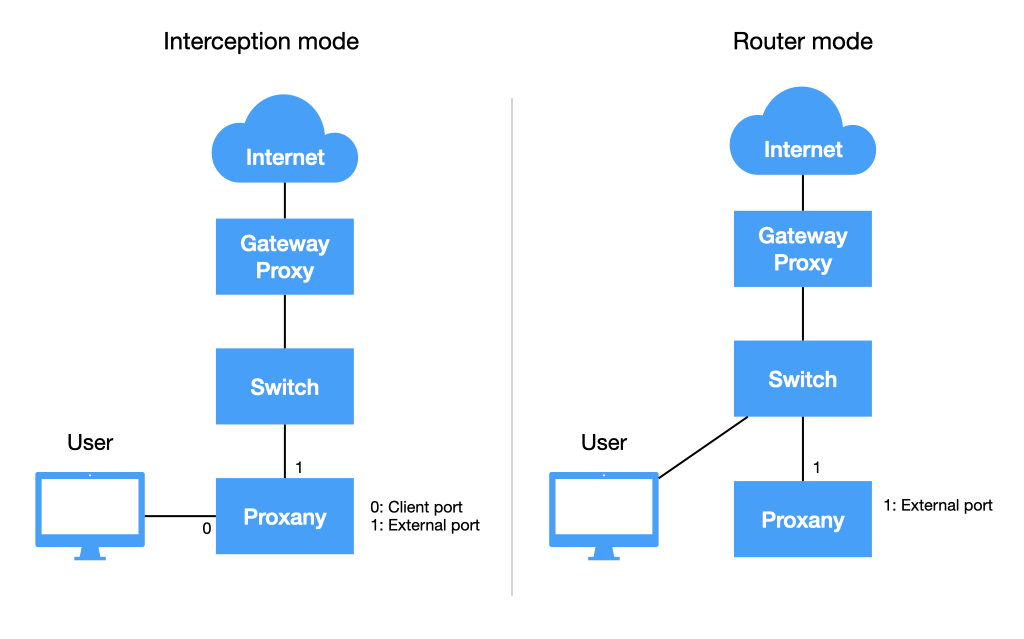 Interception mode
Internet
Gateway
Proxy
Switch
User
1
Proxany
0
0: Client port
1: External port
Router mode
Internet
Gateway
Proxy
Switch
User
1
Proxany
1: External port